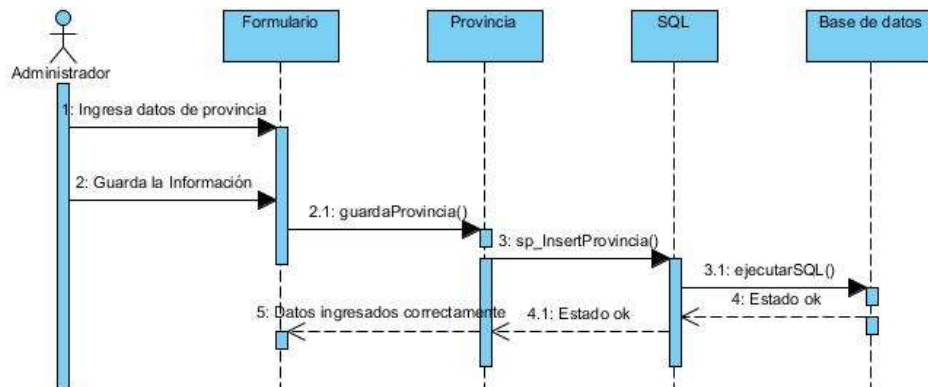 Formulario
Provincia
SQL
Base de datos
Administrador
1: Ingresa datos de provincia
2: Guarda la Información
2.1: guardaProvincia()
3: sp_InsertProvincia()
3.1: ejecutarSQL()
4: Estado ok
4.1: Estado ok
5: Datos ingresados correctamente